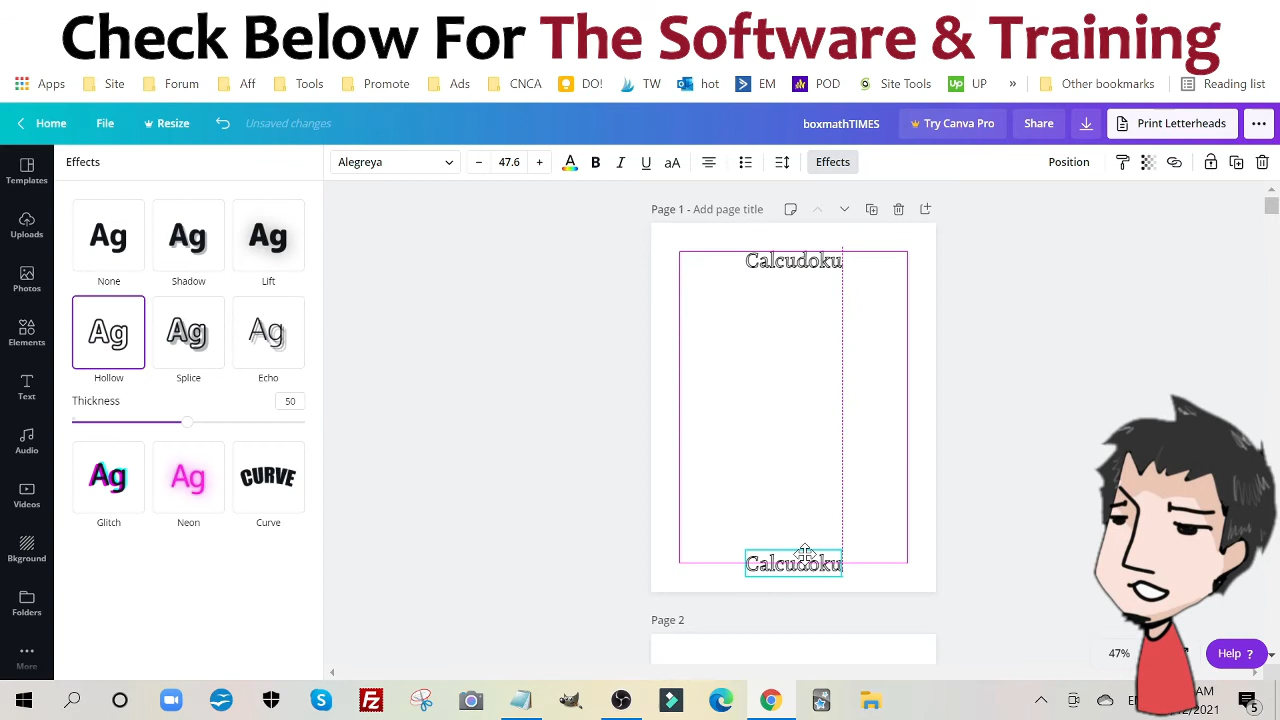 Check Below For The Software & Training
Apps Site Forum Aff Tools Promote Ads CNCA DO! TW hot EM POD Site Tools UP » Other bookmarks Reading list
Home File Resize Unsaved changes boxmathTIMES Try Canva Pro Share Print Letterheads
Effects
Alegreya − 47.6 + A B I U aA Effects Position
Templates
Uploads
Photos
Elements
Text
Audio
Videos
Bkground
Folders
More
Ag Ag Ag
None Shadow Lift
Ag Ag Ag
Hollow Splice Echo
Thickness 50
Ag Ag CURVE
Glitch Neon Curve
Page 1 - Add page title
Calcudoku
Calcudoku
Page 2
47% Help ?
5